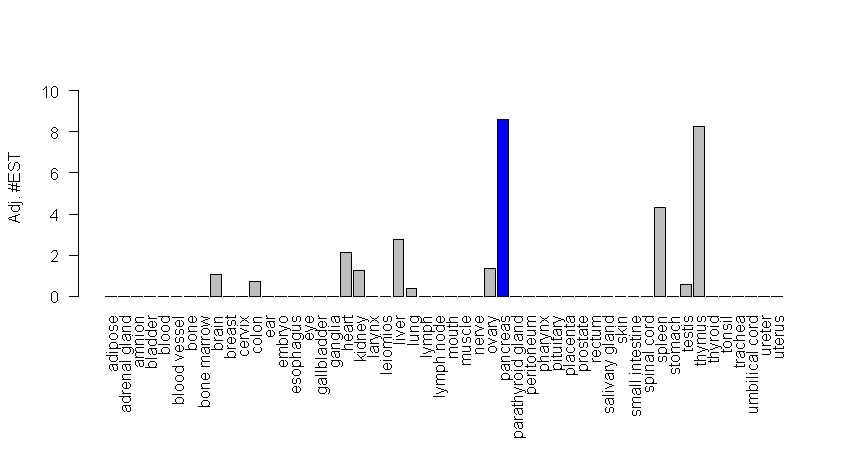 Adj. #EST
10
8
6
4
2
0
adipose
adrenal gland
amnion
bladder
blood
blood vessel
bone
bone marrow
brain
breast
cervix
colon
ear
embryo
esophagus
eye
gallbladder
ganglia
heart
kidney
larynx
leiomios
liver
lung
lymph
lymph node
mouth
muscle
nerve
ovary
pancreas
parathyroid gland
peritoneum
pharynx
pituitary
placenta
prostate
rectum
salivary gland
skin
small intestine
spinal cord
spleen
stomach
testis
thymus
thyroid
tonsil
trachea
umbilical cord
ureter
uterus